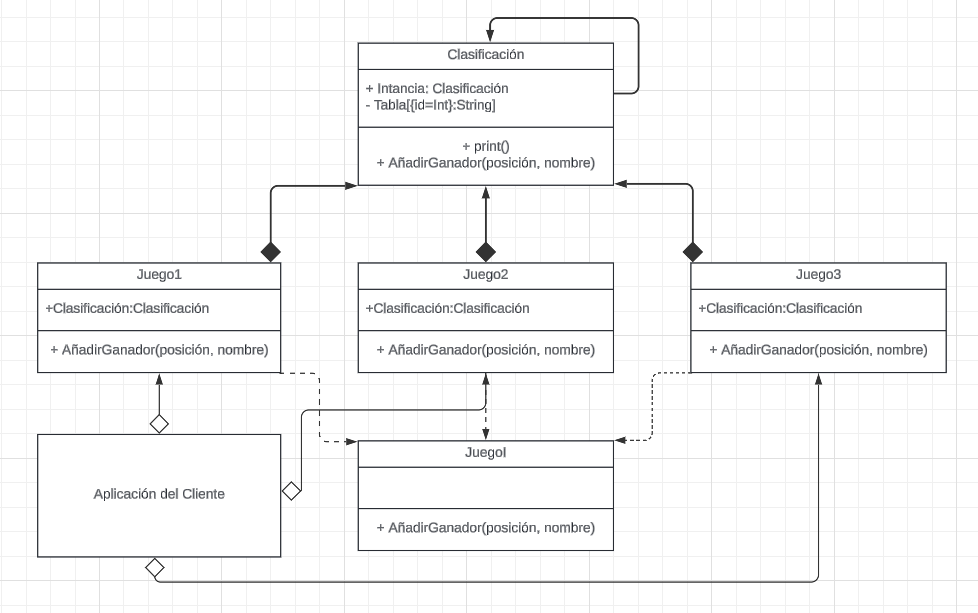 Clasificación
+ Intancia: Clasificación
- Tabla[{id=Int}:String]
+ print()
+ AñadirGanador(posición, nombre)
Juego1
+Clasificación:Clasificación
+ AñadirGanador(posición, nombre)
Juego2
+Clasificación:Clasificación
+ AñadirGanador(posición, nombre)
Juego3
+Clasificación:Clasificación
+ AñadirGanador(posición, nombre)
Aplicación del Cliente
JuegoI
+ AñadirGanador(posición, nombre)